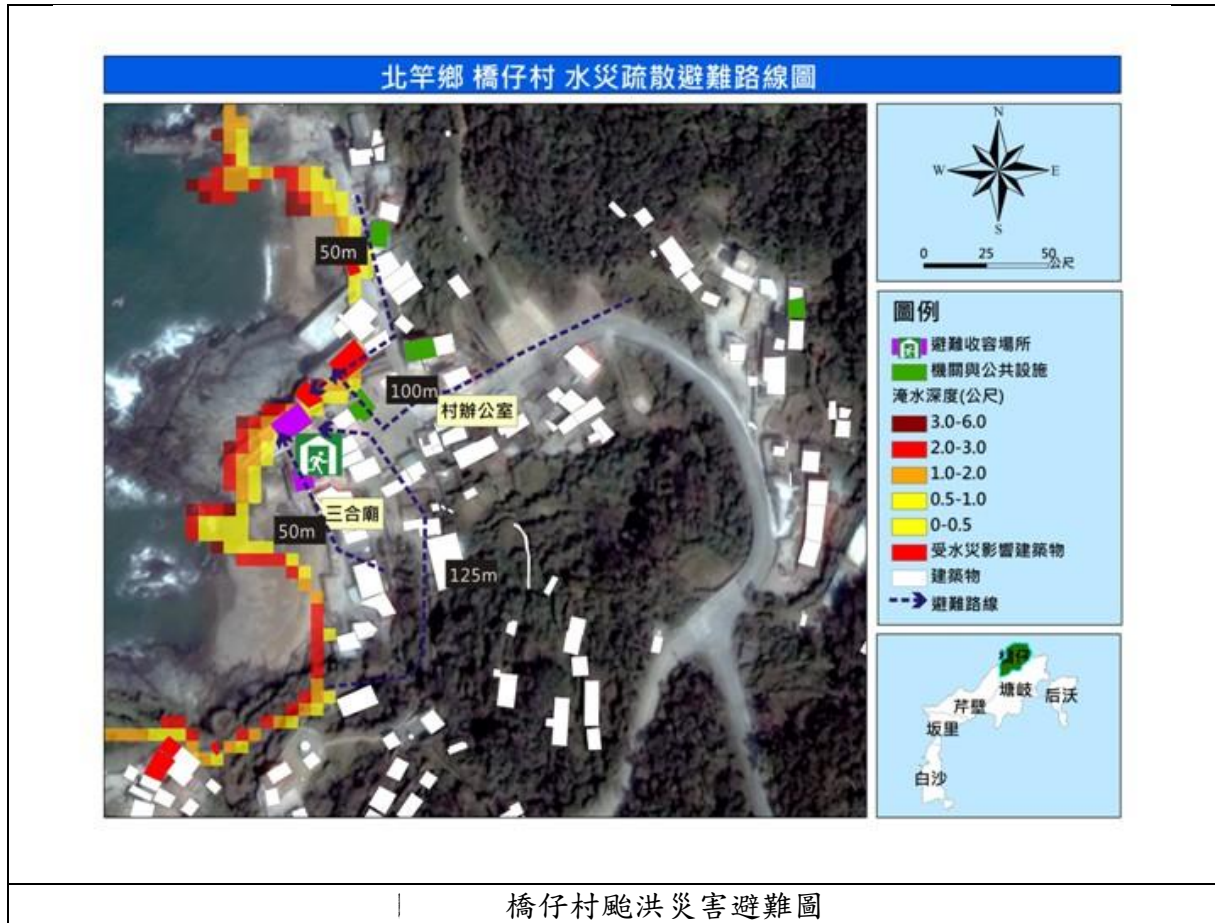 北竿鄉 橋仔村 水災疏散避難路線圖
50m
100m
村辦公室
三合廟
50m
125m
N
W
E
S
0
25
50
公尺
圖例
避難收容場所
機關與公共設施
淹水深度(公尺)
3.0-6.0
2.0-3.0
1.0-2.0
0.5-1.0
0-0.5
受水災影響建築物
建築物
避難路線
橋仔
塘岐
后沃
芹壁
坂里
白沙
橋仔村颱洪災害避難圖